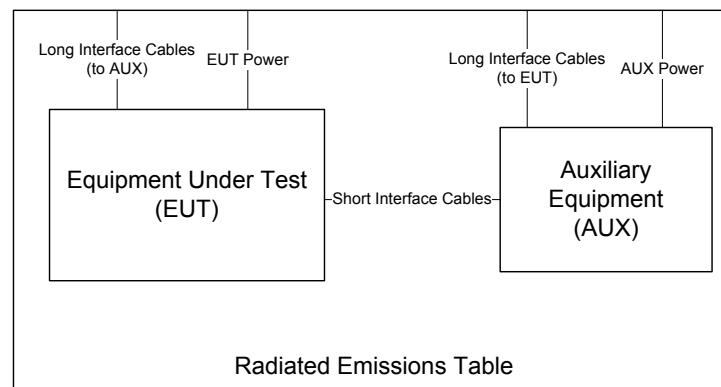 Long Interface Cables
(to AUX)
EUT Power
Long Interface Cables
(to EUT)
AUX Power
Equipment Under Test
(EUT)
Short Interface Cables
Auxiliary
Equipment
(AUX)
Radiated Emissions Table